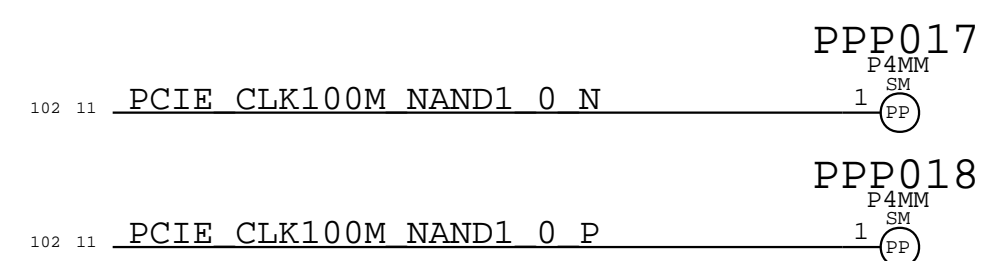 PPP017
P4MM
SM
102 11 PCIE_CLK100M_NAND1_0_N 1 PP
PPP018
P4MM
SM
102 11 PCIE_CLK100M_NAND1_0_P 1 PP